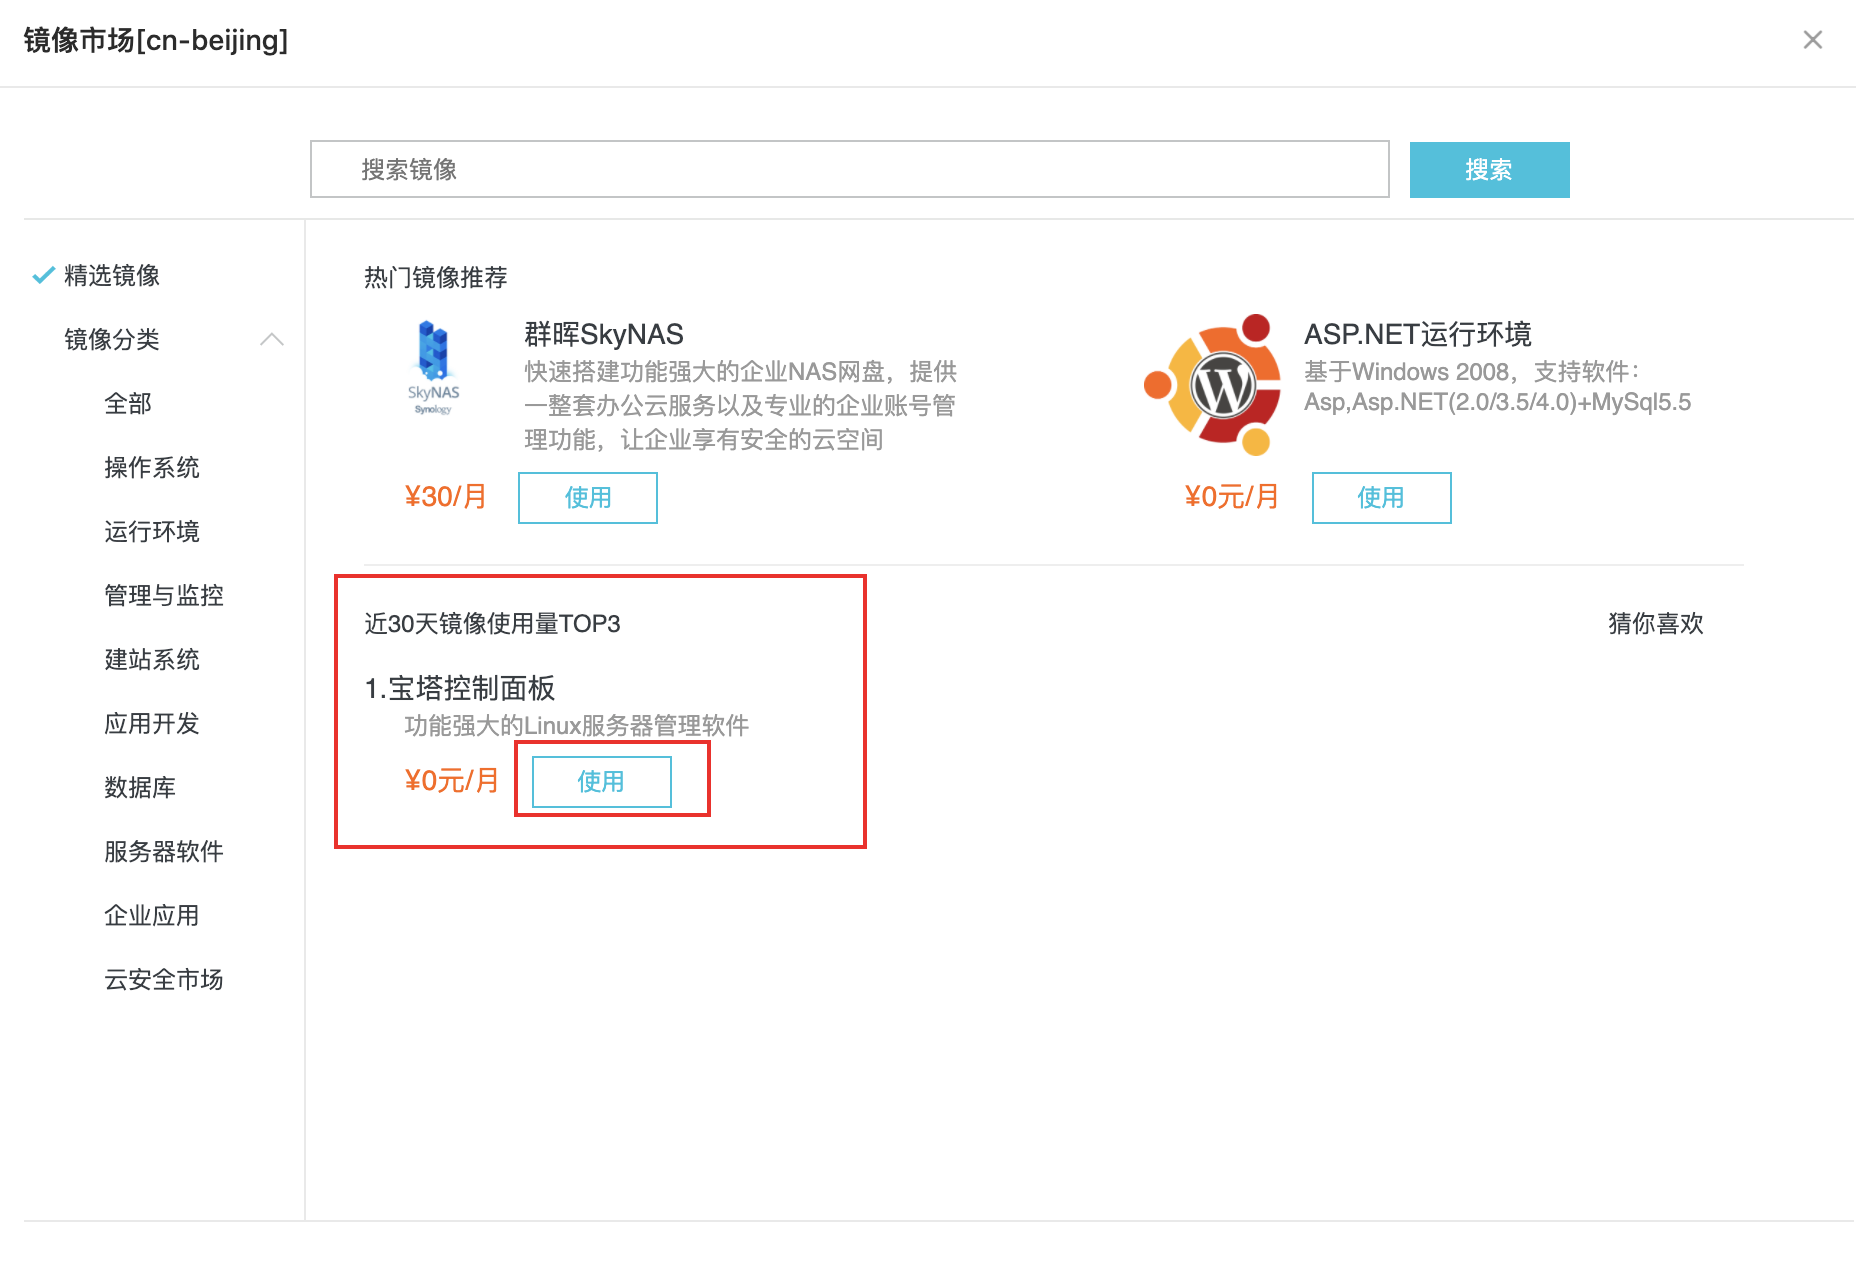 镜像市场[cn-beijing]
搜索镜像
搜索
精选镜像
镜像分类
全部
操作系统
运行环境
管理与监控
建站系统
应用开发
数据库
服务器软件
企业应用
云安全市场
热门镜像推荐
SkyNAS
Synology
群晖SkyNAS
快速搭建功能强大的企业NAS网盘，提供
一整套办公云服务以及专业的企业账号管
理功能，让企业享有安全的云空间
¥30/月
使用
ASP.NET运行环境
基于Windows 2008，支持软件：
Asp,Asp.NET(2.0/3.5/4.0)+MySql5.5
¥0元/月
使用
近30天镜像使用量TOP3
1.宝塔控制面板
功能强大的Linux服务器管理软件
¥0元/月
使用
猜你喜欢